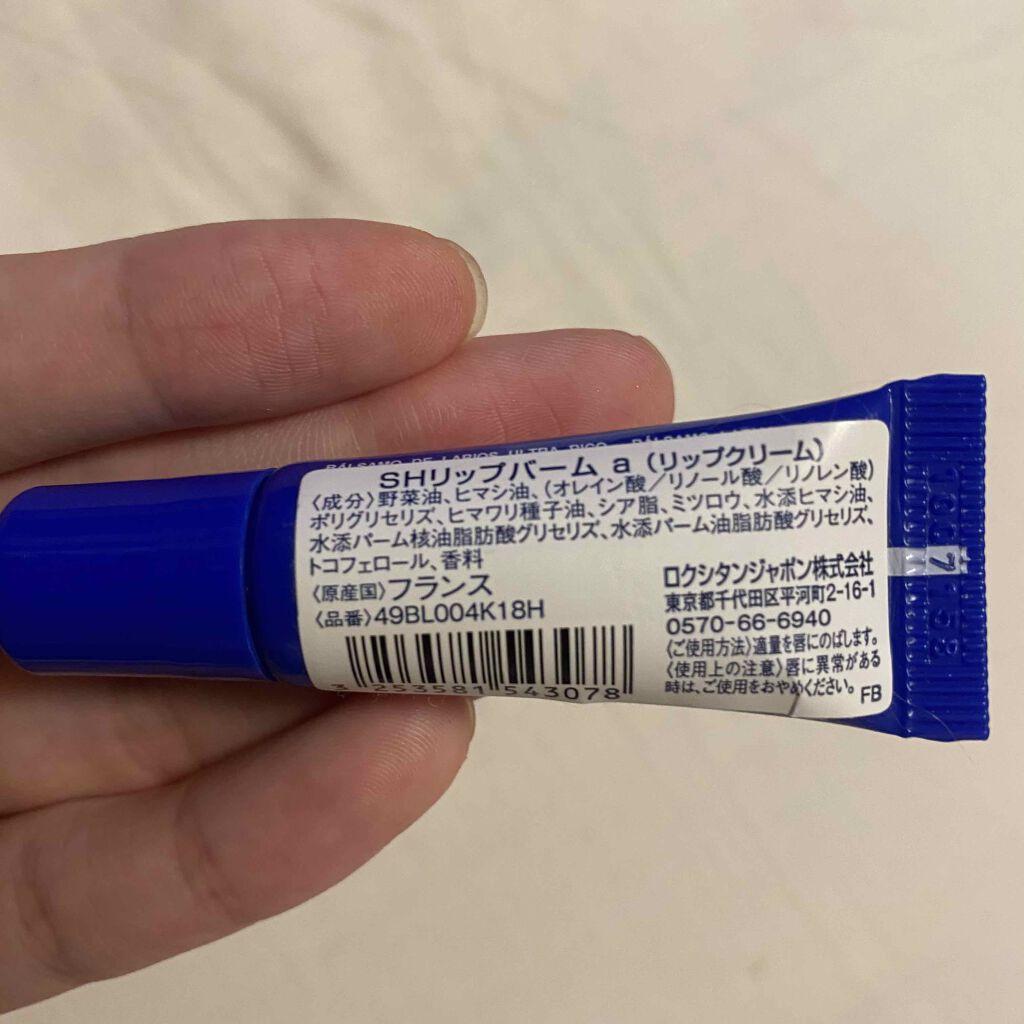 BÁLSAMO DE LABIOS ULTRA RICO
SHリップバーム a (リップクリーム)
〈成分〉野菜油、ヒマシ油、(オレイン酸/リノール酸/リノレン酸)
ポリグリセリズ、ヒマワリ種子油、シア脂、ミツロウ、水添ヒマシ油、
水添パーム核油脂肪酸グリセリズ、水添パーム油脂肪酸グリセリズ、
トコフェロール、香料
〈原産国〉フランス
〈品番〉49BL004K18H
3 253581 543078
ロクシタンジャポン株式会社
東京都千代田区平河町2-16-1
0570-66-6940
〈ご使用方法〉適量を唇にのばします。
〈使用上の注意〉唇に異常がある
時は、ご使用をおやめください。
FB